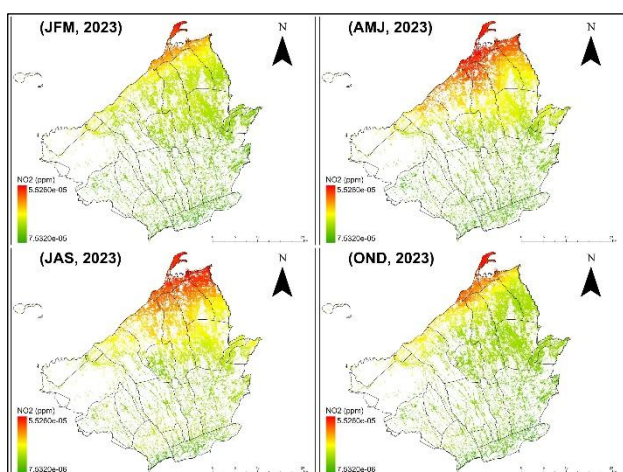 (JFM, 2023)
N
NO2 (ppm)
5.5260e-05
7.5320e-05
(AMJ, 2023)
N
NO2 (ppm)
5.5260e-05
7.5320e-05
(JAS, 2023)
N
NO2 (ppm)
5.5260e-05
7.5320e-06
(OND, 2023)
N
NO2 (ppm)
5.5260e-05
7.5320e-06